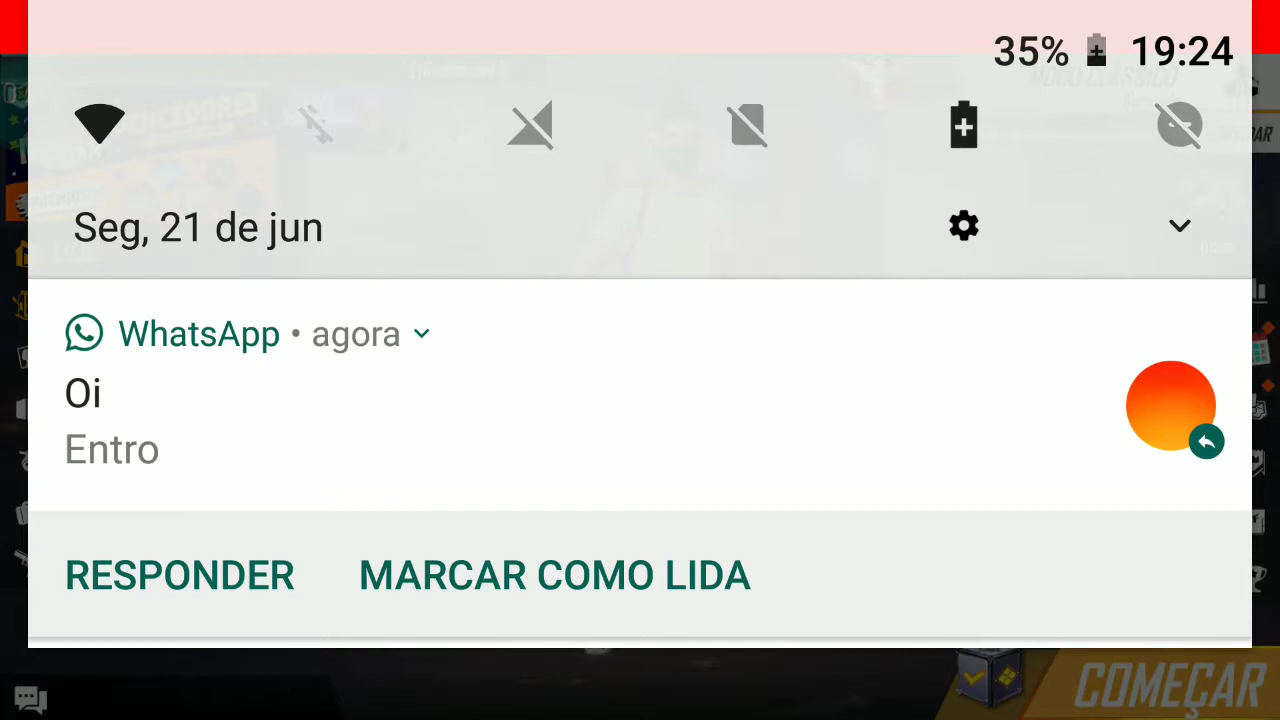 35% 19:24
Seg, 21 de jun
WhatsApp • agora
Oi
Entro
RESPONDER MARCAR COMO LIDA
COMEÇAR